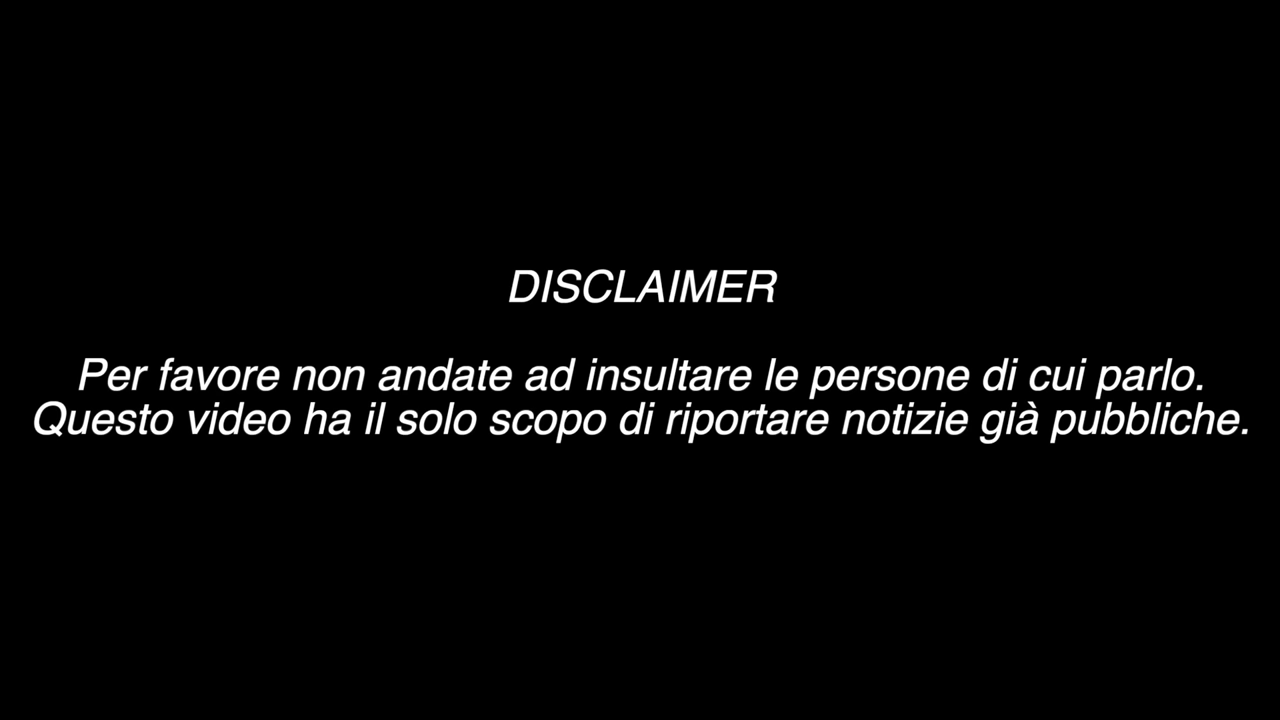 DISCLAIMER
Per favore non andate ad insultare le persone di cui parlo.
Questo video ha il solo scopo di riportare notizie già pubbliche.